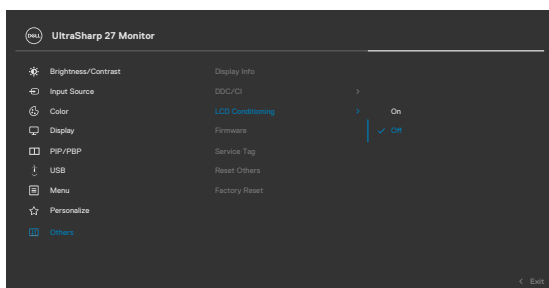 DELL UltraSharp 27 Monitor
Brightness/Contrast Display Info
Input Source DDC/CI >
Color LCD Conditioning > On
Display Firmware ✓ Off
PIP/PBP Service Tag
USB Reset Others
Menu Factory Reset
Personalize
Others
< Exit